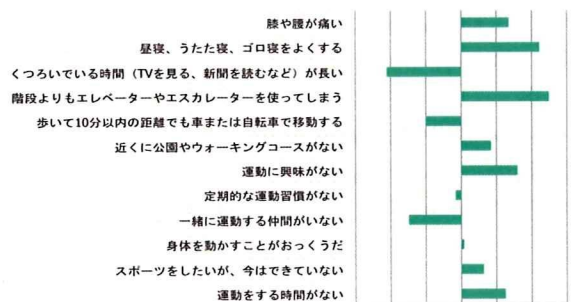 膝や腰が痛い
昼寝、うたた寝、ゴロ寝をよくする
くつろいでいる時間（TVを見る、新聞を読むなど）が長い
階段よりもエレベーターやエスカレーターを使ってしまう
歩いて10分以内の距離でも車または自転車で移動する
近くに公園やウォーキングコースがない
運動に興味がない
定期的な運動習慣がない
一緒に運動する仲間がいない
身体を動かすことがおっくうだ
スポーツをしたいが、今はできていない
運動をする時間がない